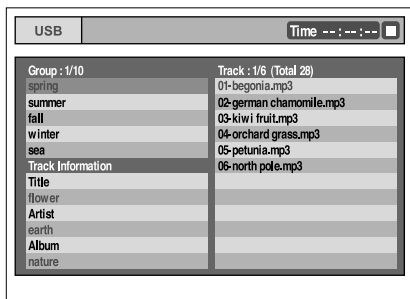 USB
Time --:--:--
Group : 1/10
spring
summer
fall
winter
sea
Track Information
Title
flower
Artist
earth
Album
nature
Track : 1/6 (Total 28)
01-begonia.mp3
02-german chamomile.mp3
03-kiwi fruit.mp3
04-orchard grass.mp3
05-petunia.mp3
06-north pole.mp3